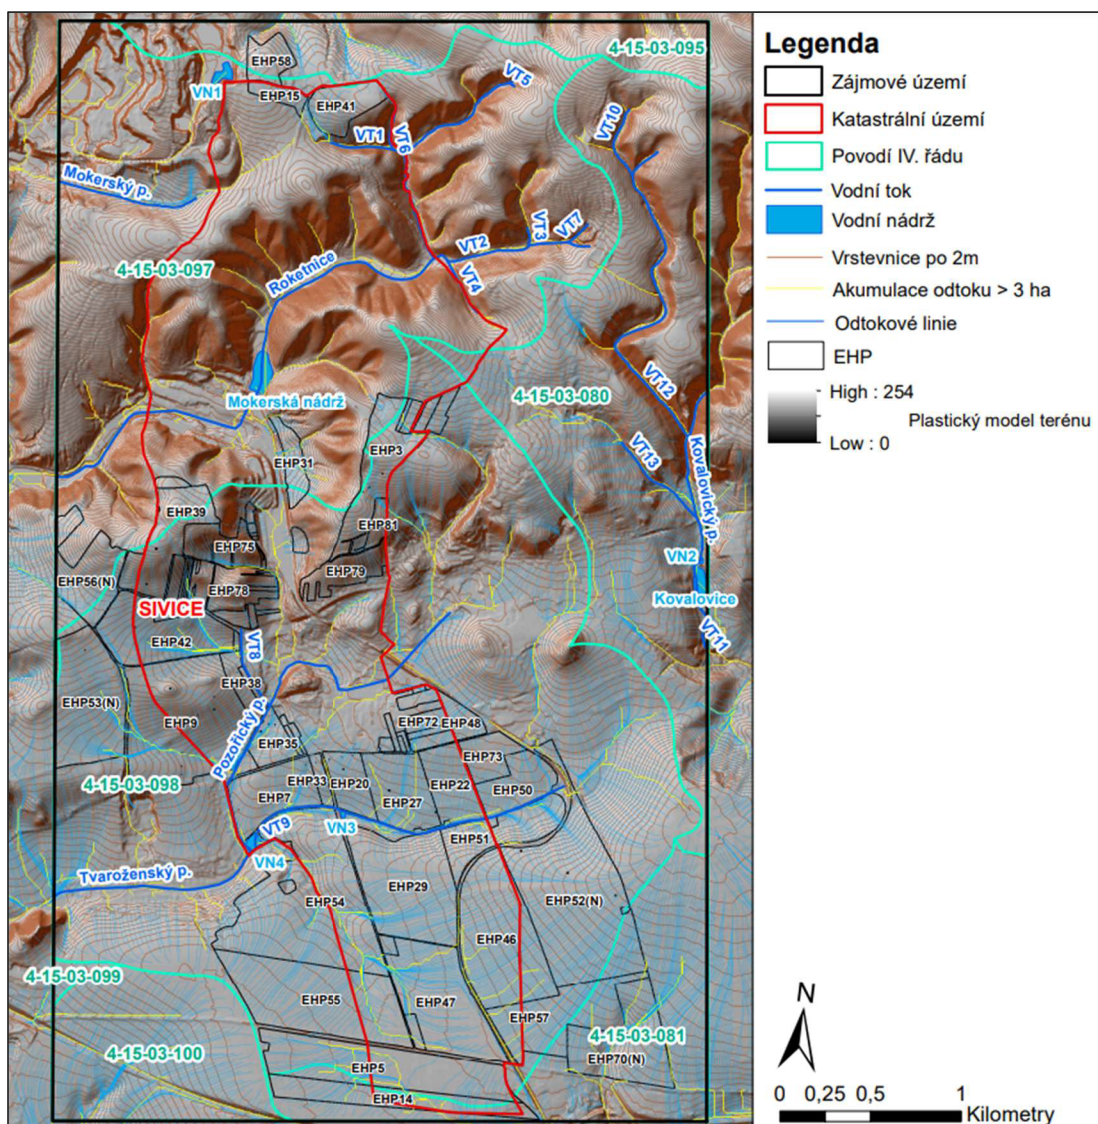 4-15-03-095
EHP58
VN1
EHP15
EHP41
VT5
VT10
VT1
VT6
Mokerský p.
VT7
VT3
VT2
4-15-03-097
Roketnice
VT4
VT12
4-15-03-080
Mokerská nádrž
EHP3
Kovalovický p.
VT13
EHP31
EHP39
EHP81
EHP75
VN2
EHP56(N)
EHP79
EHP78
Kovalovice
SIVICE
VT11
EHP42
VT8
EHP38
EHP53(N)
EHP9
EHP72
EHP48
Pozořický p.
EHP35
EHP73
4-15-03-098
EHP33
EHP20
EHP22
EHP50
EHP7
EHP27
VT9
VN3
EHP51
VN4
Tvaroženský p.
EHP29
EHP54
EHP52(N)
EHP46
4-15-03-099
EHP55
EHP47
EHP57
4-15-03-081
4-15-03-100
EHP70(N)
EHP5
EHP14
Legenda
Zájmové území
Katastrální území
Povodí IV. řádu
Vodní tok
Vodní nádrž
Vrstevnice po 2m
Akumulace odtoku > 3 ha
Odtokové linie
EHP
High : 254
Plastický model terénu
Low : 0
N
0 0,25 0,5 1
Kilometry